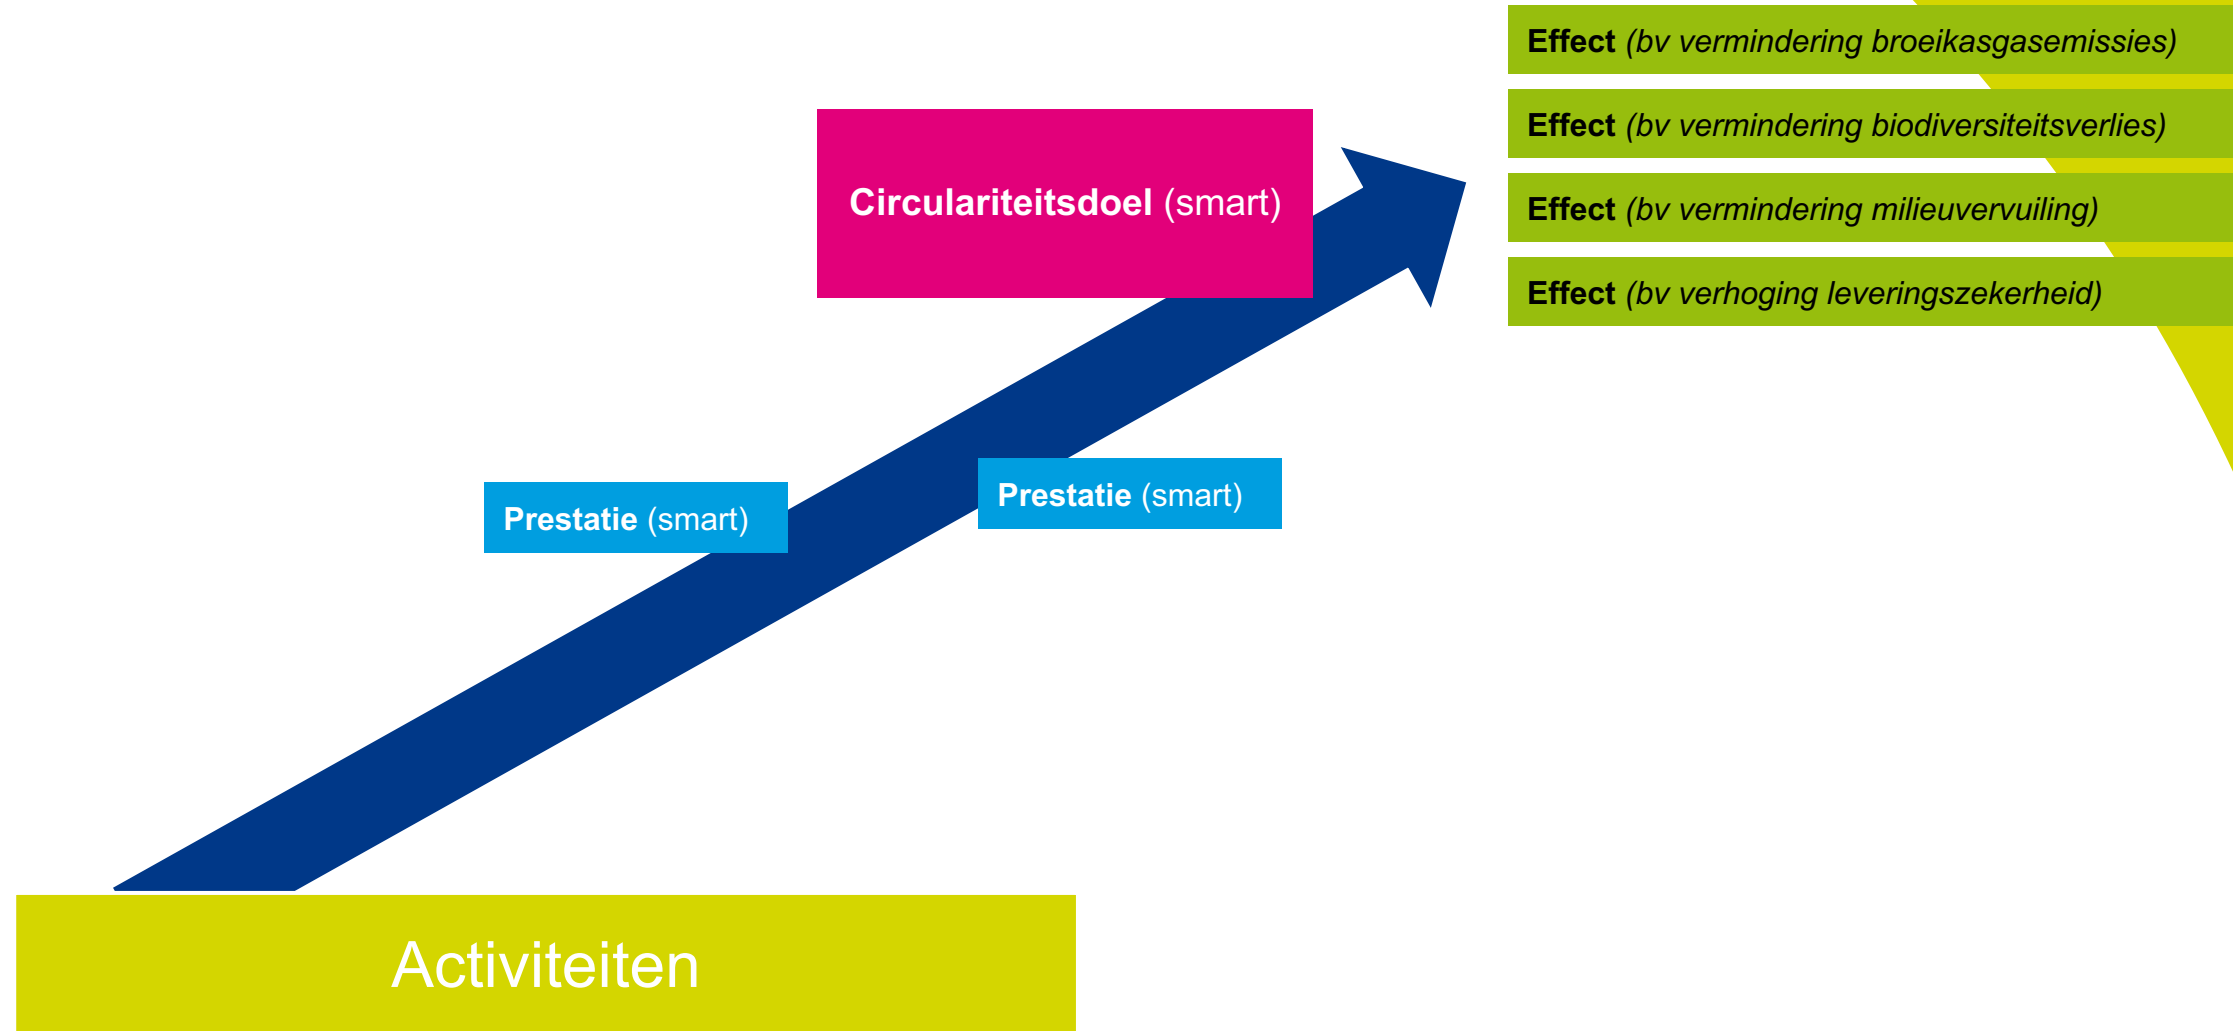 Effect (bv vermindering broeikasgasemissies)
Effect (bv vermindering biodiversiteitsverlies)
Effect (bv vermindering milieuvervuiling)
Effect (bv verhoging leveringszekerheid)
Circulariteitsdoel (smart)
Prestatie (smart)
Prestatie (smart)
Activiteiten